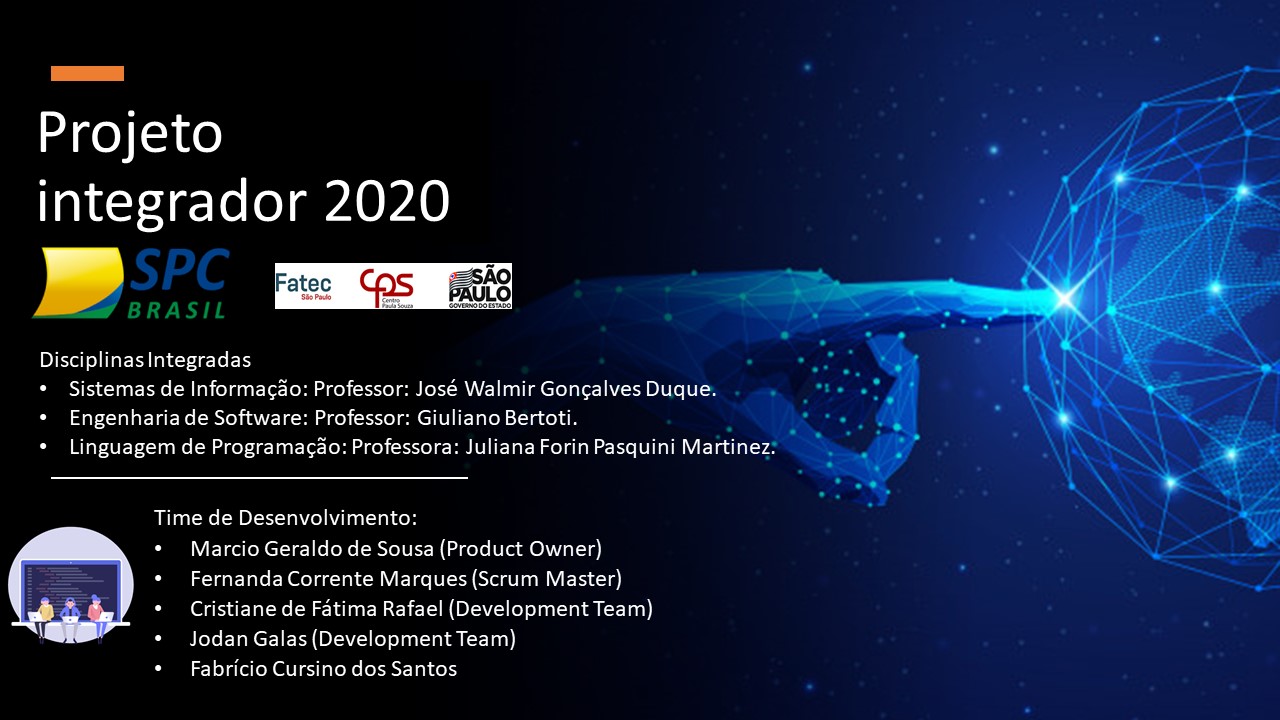 Projeto
integrador 2020
SPC
BRASIL
Fatec
São Paulo
CPS
Centro
Paula Souza
SÃO
PAULO
GOVERNO DO ESTADO
Disciplinas Integradas
• Sistemas de Informação: Professor: José Walmir Gonçalves Duque.
• Engenharia de Software: Professor: Giuliano Bertoti.
• Linguagem de Programação: Professora: Juliana Forin Pasquini Martinez.
Time de Desenvolvimento:
• Marcio Geraldo de Sousa (Product Owner)
• Fernanda Corrente Marques (Scrum Master)
• Cristiane de Fátima Rafael (Development Team)
• Jodan Galas (Development Team)
• Fabrício Cursino dos Santos